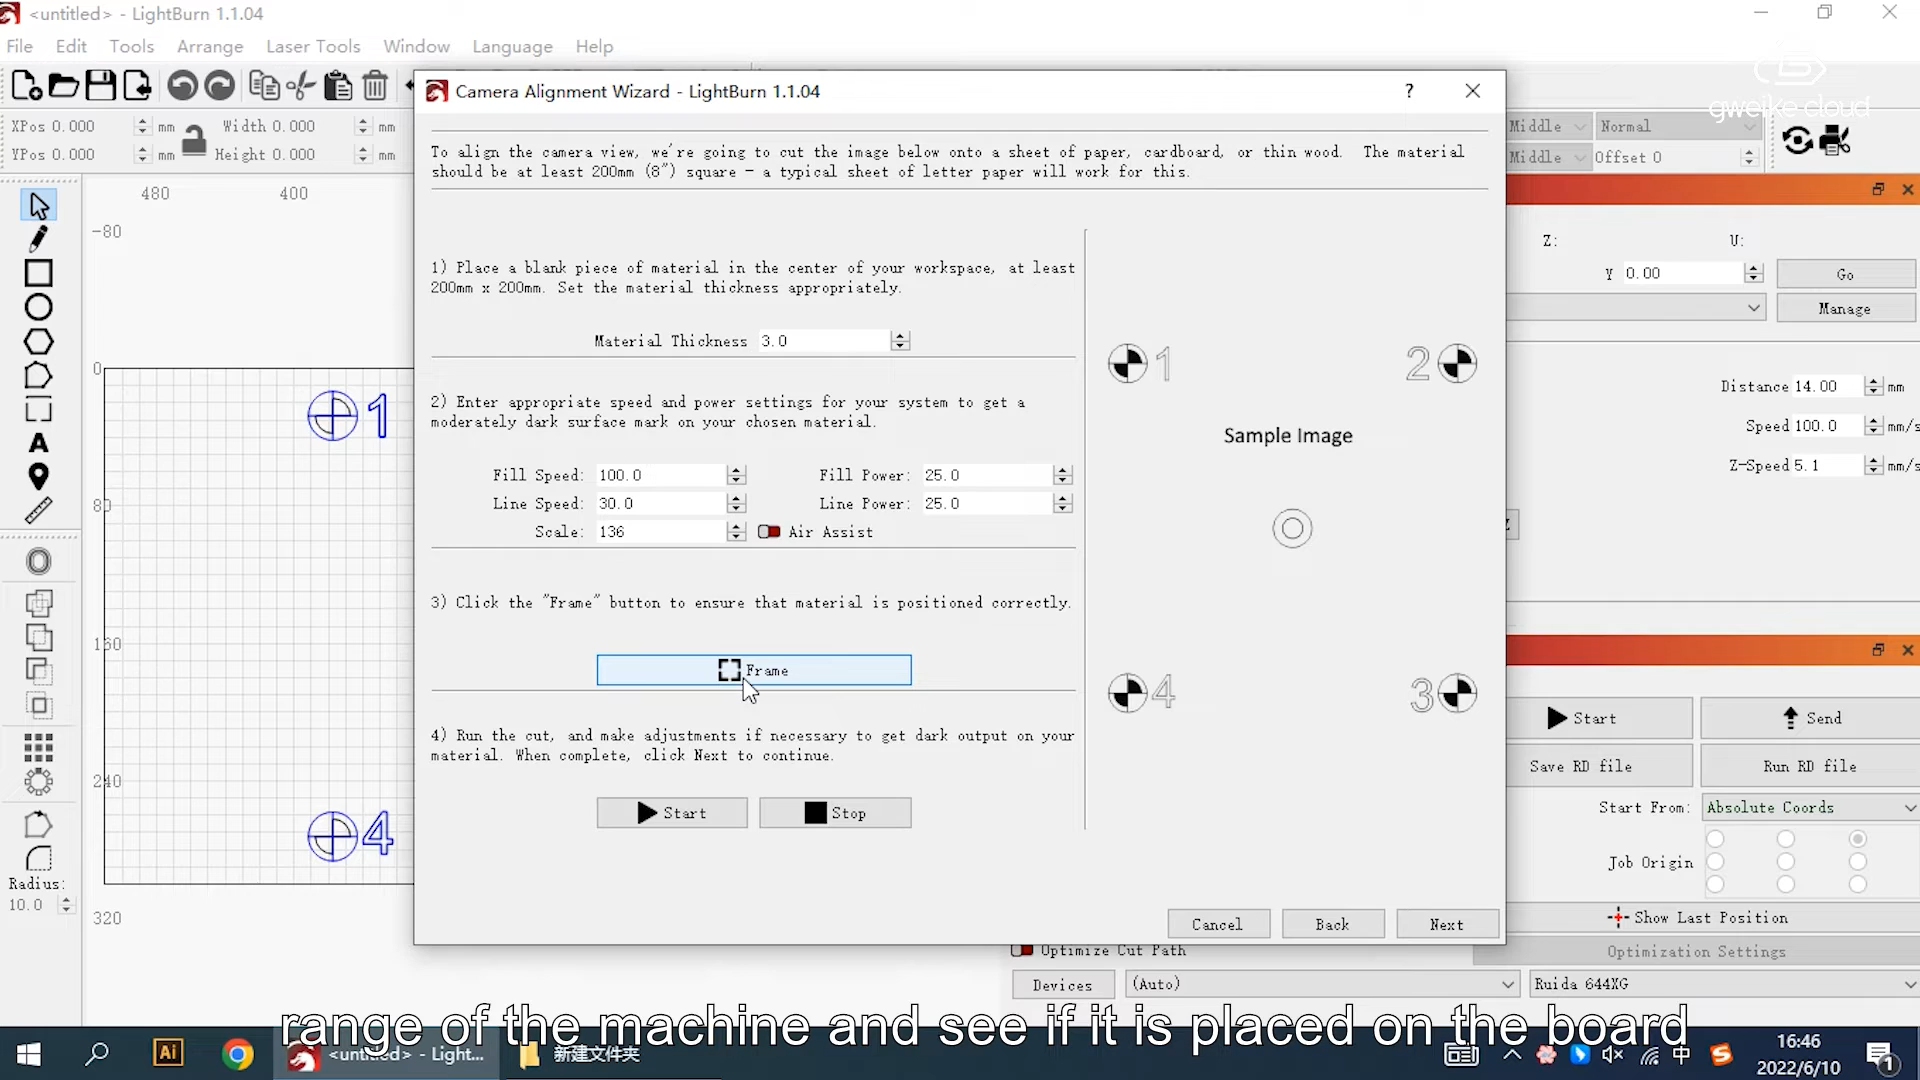 <untitled> - LightBurn 1.1.04
File Edit Tools Arrange Laser Tools Window Language Help
gweike cloud
XPos 0.000 mm Width 0.000 mm
YPos 0.000 mm Height 0.000 mm
Middle Normal
Middle Offset 0
Camera Alignment Wizard - LightBurn 1.1.04 ?
To align the camera view, we're going to cut the image below onto a sheet of paper, cardboard, or thin wood. The material
should be at least 200mm (8") square - a typical sheet of letter paper will work for this.
480 400
-80
0
80
160
240
320
1
4
1) Place a blank piece of material in the center of your workspace, at least
200mm x 200mm. Set the material thickness appropriately.
Material Thickness 3.0
2) Enter appropriate speed and power settings for your system to get a
moderately dark surface mark on your chosen material.
Fill Speed: 100.0 Fill Power: 25.0
Line Speed: 30.0 Line Power: 25.0
Scale: 136 Air Assist
3) Click the "Frame" button to ensure that material is positioned correctly.
Frame
4) Run the cut, and make adjustments if necessary to get dark output on your
material. When complete, click Next to continue.
Start Stop
1 2
Sample Image
4 3
Cancel Back Next
Z: U:
Y 0.00 Go
Manage
Distance 14.00 mm
Speed 100.0 mm/s
Z-Speed 5.1 mm/s
Start Send
Save RD file Run RD file
Start From: Absolute Coords
Job Origin
Show Last Position
Optimize Cut Path Optimization Settings
Devices (Auto) Ruida 644XG
Radius:
10.0
range of the machine and see if it is placed on the board
Ai <untitled> - Light... 新建文件夹
中 S 16:46
2022/6/10
1